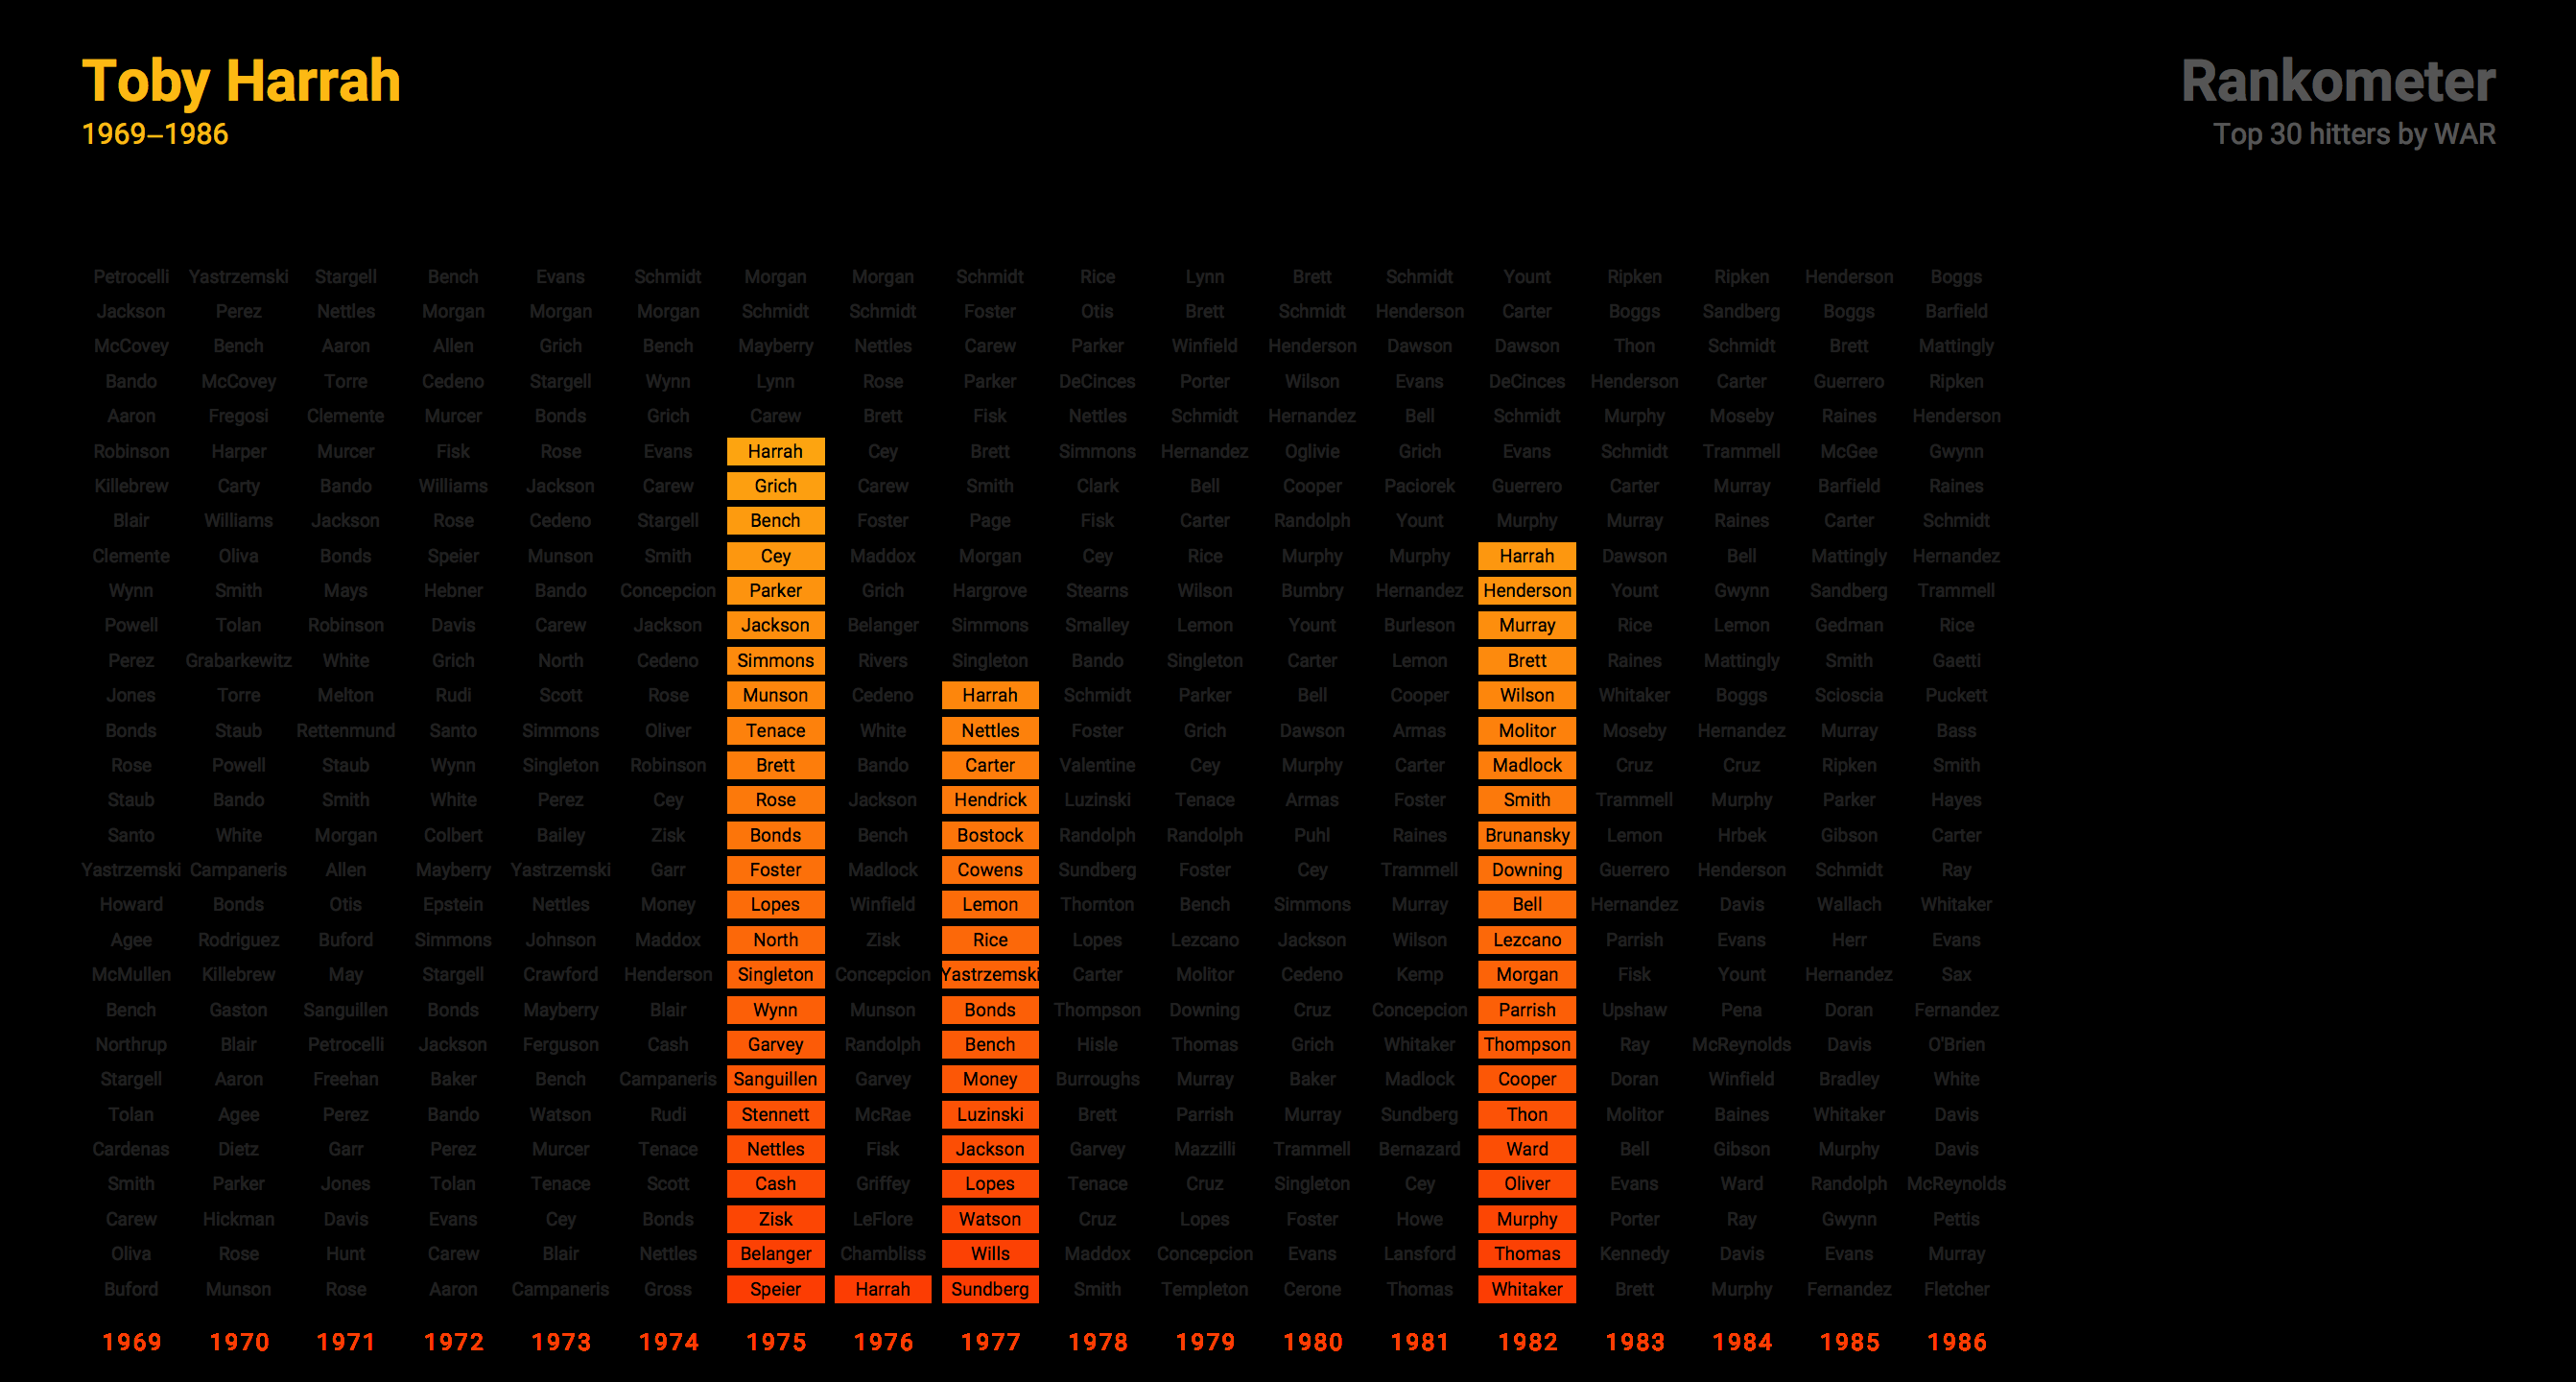 Toby Harrah
1969–1986
Rankometer
Top 30 hitters by WAR
Petrocelli Yastrzemski Stargell Bench Evans Schmidt Morgan Morgan Schmidt Rice Lynn Brett Schmidt Yount Ripken Ripken Henderson Boggs
Jackson Perez Nettles Morgan Morgan Morgan Schmidt Schmidt Foster Otis Brett Schmidt Henderson Carter Boggs Sandberg Boggs Barfield
McCovey Bench Aaron Allen Grich Bench Mayberry Nettles Carew Parker Winfield Henderson Dawson Dawson Thon Schmidt Brett Mattingly
Bando McCovey Torre Cedeno Stargell Wynn Lynn Rose Parker DeCinces Porter Wilson Evans DeCinces Henderson Carter Guerrero Ripken
Aaron Fregosi Clemente Murcer Bonds Grich Carew Brett Fisk Nettles Schmidt Hernandez Bell Schmidt Murphy Moseby Raines Henderson
Robinson Harper Murcer Fisk Rose Evans Harrah Cey Brett Simmons Hernandez Oglivie Grich Evans Schmidt Trammell McGee Gwynn
Killebrew Carty Bando Williams Jackson Carew Grich Carew Smith Clark Bell Cooper Paciorek Guerrero Carter Murray Barfield Raines
Blair Williams Jackson Rose Cedeno Stargell Bench Foster Page Fisk Carter Randolph Yount Murphy Murray Raines Carter Schmidt
Clemente Oliva Bonds Speier Munson Smith Cey Maddox Morgan Cey Rice Murphy Murphy Harrah Dawson Bell Mattingly Hernandez
Wynn Smith Mays Hebner Bando Concepcion Parker Grich Hargrove Stearns Wilson Bumbry Hernandez Henderson Yount Gwynn Sandberg Trammell
Powell Tolan Robinson Davis Carew Jackson Jackson Belanger Simmons Smalley Lemon Yount Burleson Murray Rice Lemon Gedman Rice
Perez Grabarkewitz White Grich North Cedeno Simmons Rivers Singleton Bando Singleton Carter Lemon Brett Raines Mattingly Smith Gaetti
Jones Torre Melton Rudi Scott Rose Munson Cedeno Harrah Schmidt Parker Bell Cooper Wilson Whitaker Boggs Scioscia Puckett
Bonds Staub Rettenmund Santo Simmons Oliver Tenace White Nettles Foster Grich Dawson Armas Molitor Moseby Hernandez Murray Bass
Rose Powell Staub Wynn Singleton Robinson Brett Bando Carter Valentine Cey Murphy Carter Madlock Cruz Cruz Ripken Smith
Staub Bando Smith White Perez Cey Rose Jackson Hendrick Luzinski Tenace Armas Foster Smith Trammell Murphy Parker Hayes
Santo White Morgan Colbert Bailey Zisk Bonds Bench Bostock Randolph Randolph Puhl Raines Brunansky Lemon Hrbek Gibson Carter
Yastrzemski Campaneris Allen Mayberry Yastrzemski Garr Foster Madlock Cowens Sundberg Foster Cey Trammell Downing Guerrero Henderson Schmidt Ray
Howard Bonds Otis Epstein Nettles Money Lopes Winfield Lemon Thornton Bench Simmons Murray Bell Hernandez Davis Wallach Whitaker
Agee Rodriguez Buford Simmons Johnson Maddox North Zisk Rice Lopes Lezcano Jackson Wilson Lezcano Parrish Evans Herr Evans
McMullen Killebrew May Stargell Crawford Henderson Singleton Concepcion Yastrzemski Carter Molitor Cedeno Kemp Morgan Fisk Yount Hernandez Sax
Bench Gaston Sanguillen Bonds Mayberry Blair Wynn Munson Bonds Thompson Downing Cruz Concepcion Parrish Upshaw Pena Doran Fernandez
Northrup Blair Petrocelli Jackson Ferguson Cash Garvey Randolph Bench Hisle Thomas Grich Whitaker Thompson Ray McReynolds Davis O'Brien
Stargell Aaron Freehan Baker Bench Campaneris Sanguillen Garvey Money Burroughs Murray Baker Madlock Cooper Doran Winfield Bradley White
Tolan Agee Perez Bando Watson Rudi Stennett McRae Luzinski Brett Parrish Murray Sundberg Thon Molitor Baines Whitaker Davis
Cardenas Dietz Garr Perez Murcer Tenace Nettles Fisk Jackson Garvey Mazzilli Trammell Bernazard Ward Bell Gibson Murphy Davis
Smith Parker Jones Tolan Tenace Scott Cash Griffey Lopes Tenace Cruz Singleton Cey Oliver Evans Ward Randolph McReynolds
Carew Hickman Davis Evans Cey Bonds Zisk LeFlore Watson Cruz Lopes Foster Howe Murphy Porter Ray Gwynn Pettis
Oliva Rose Hunt Carew Blair Nettles Belanger Chambliss Wills Maddox Concepcion Evans Lansford Thomas Kennedy Davis Evans Murray
Buford Munson Rose Aaron Campaneris Gross Speier Harrah Sundberg Smith Templeton Cerone Thomas Whitaker Brett Murphy Fernandez Fletcher
1969 1970 1971 1972 1973 1974 1975 1976 1977 1978 1979 1980 1981 1982 1983 1984 1985 1986